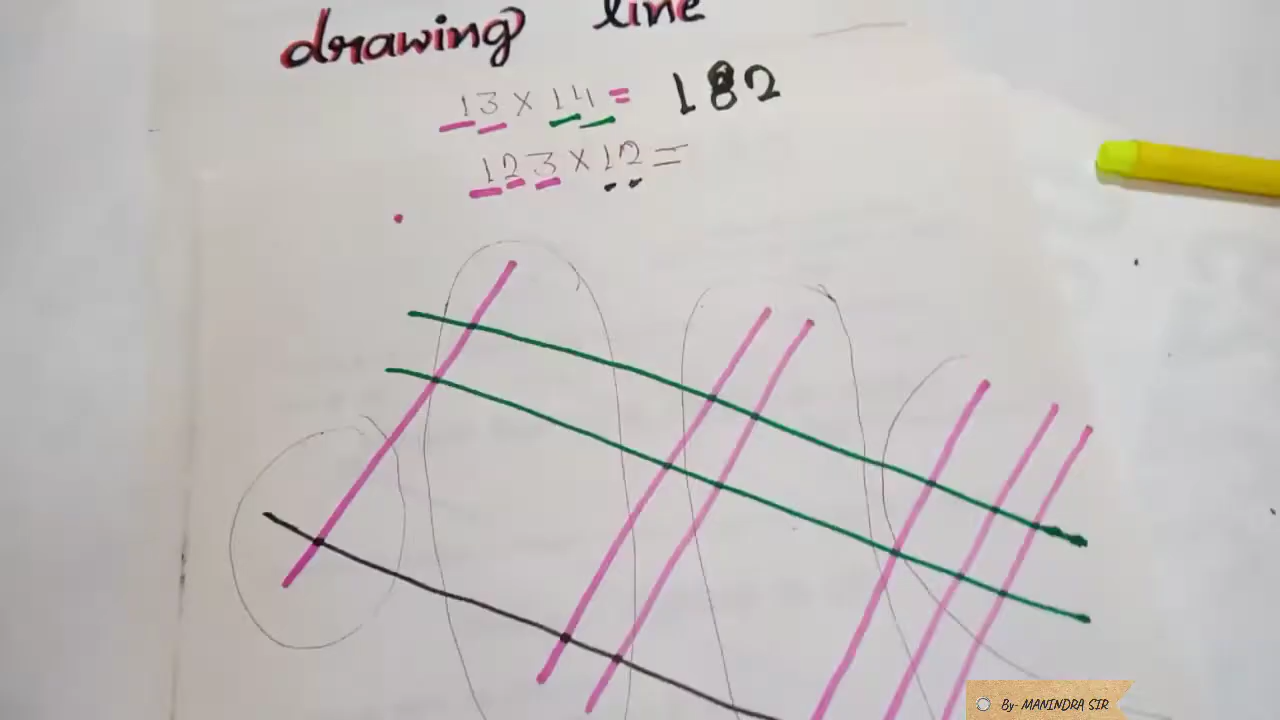 drawing line
13 × 14 = 182
123 × 12 =
By- MANINDRA SIR